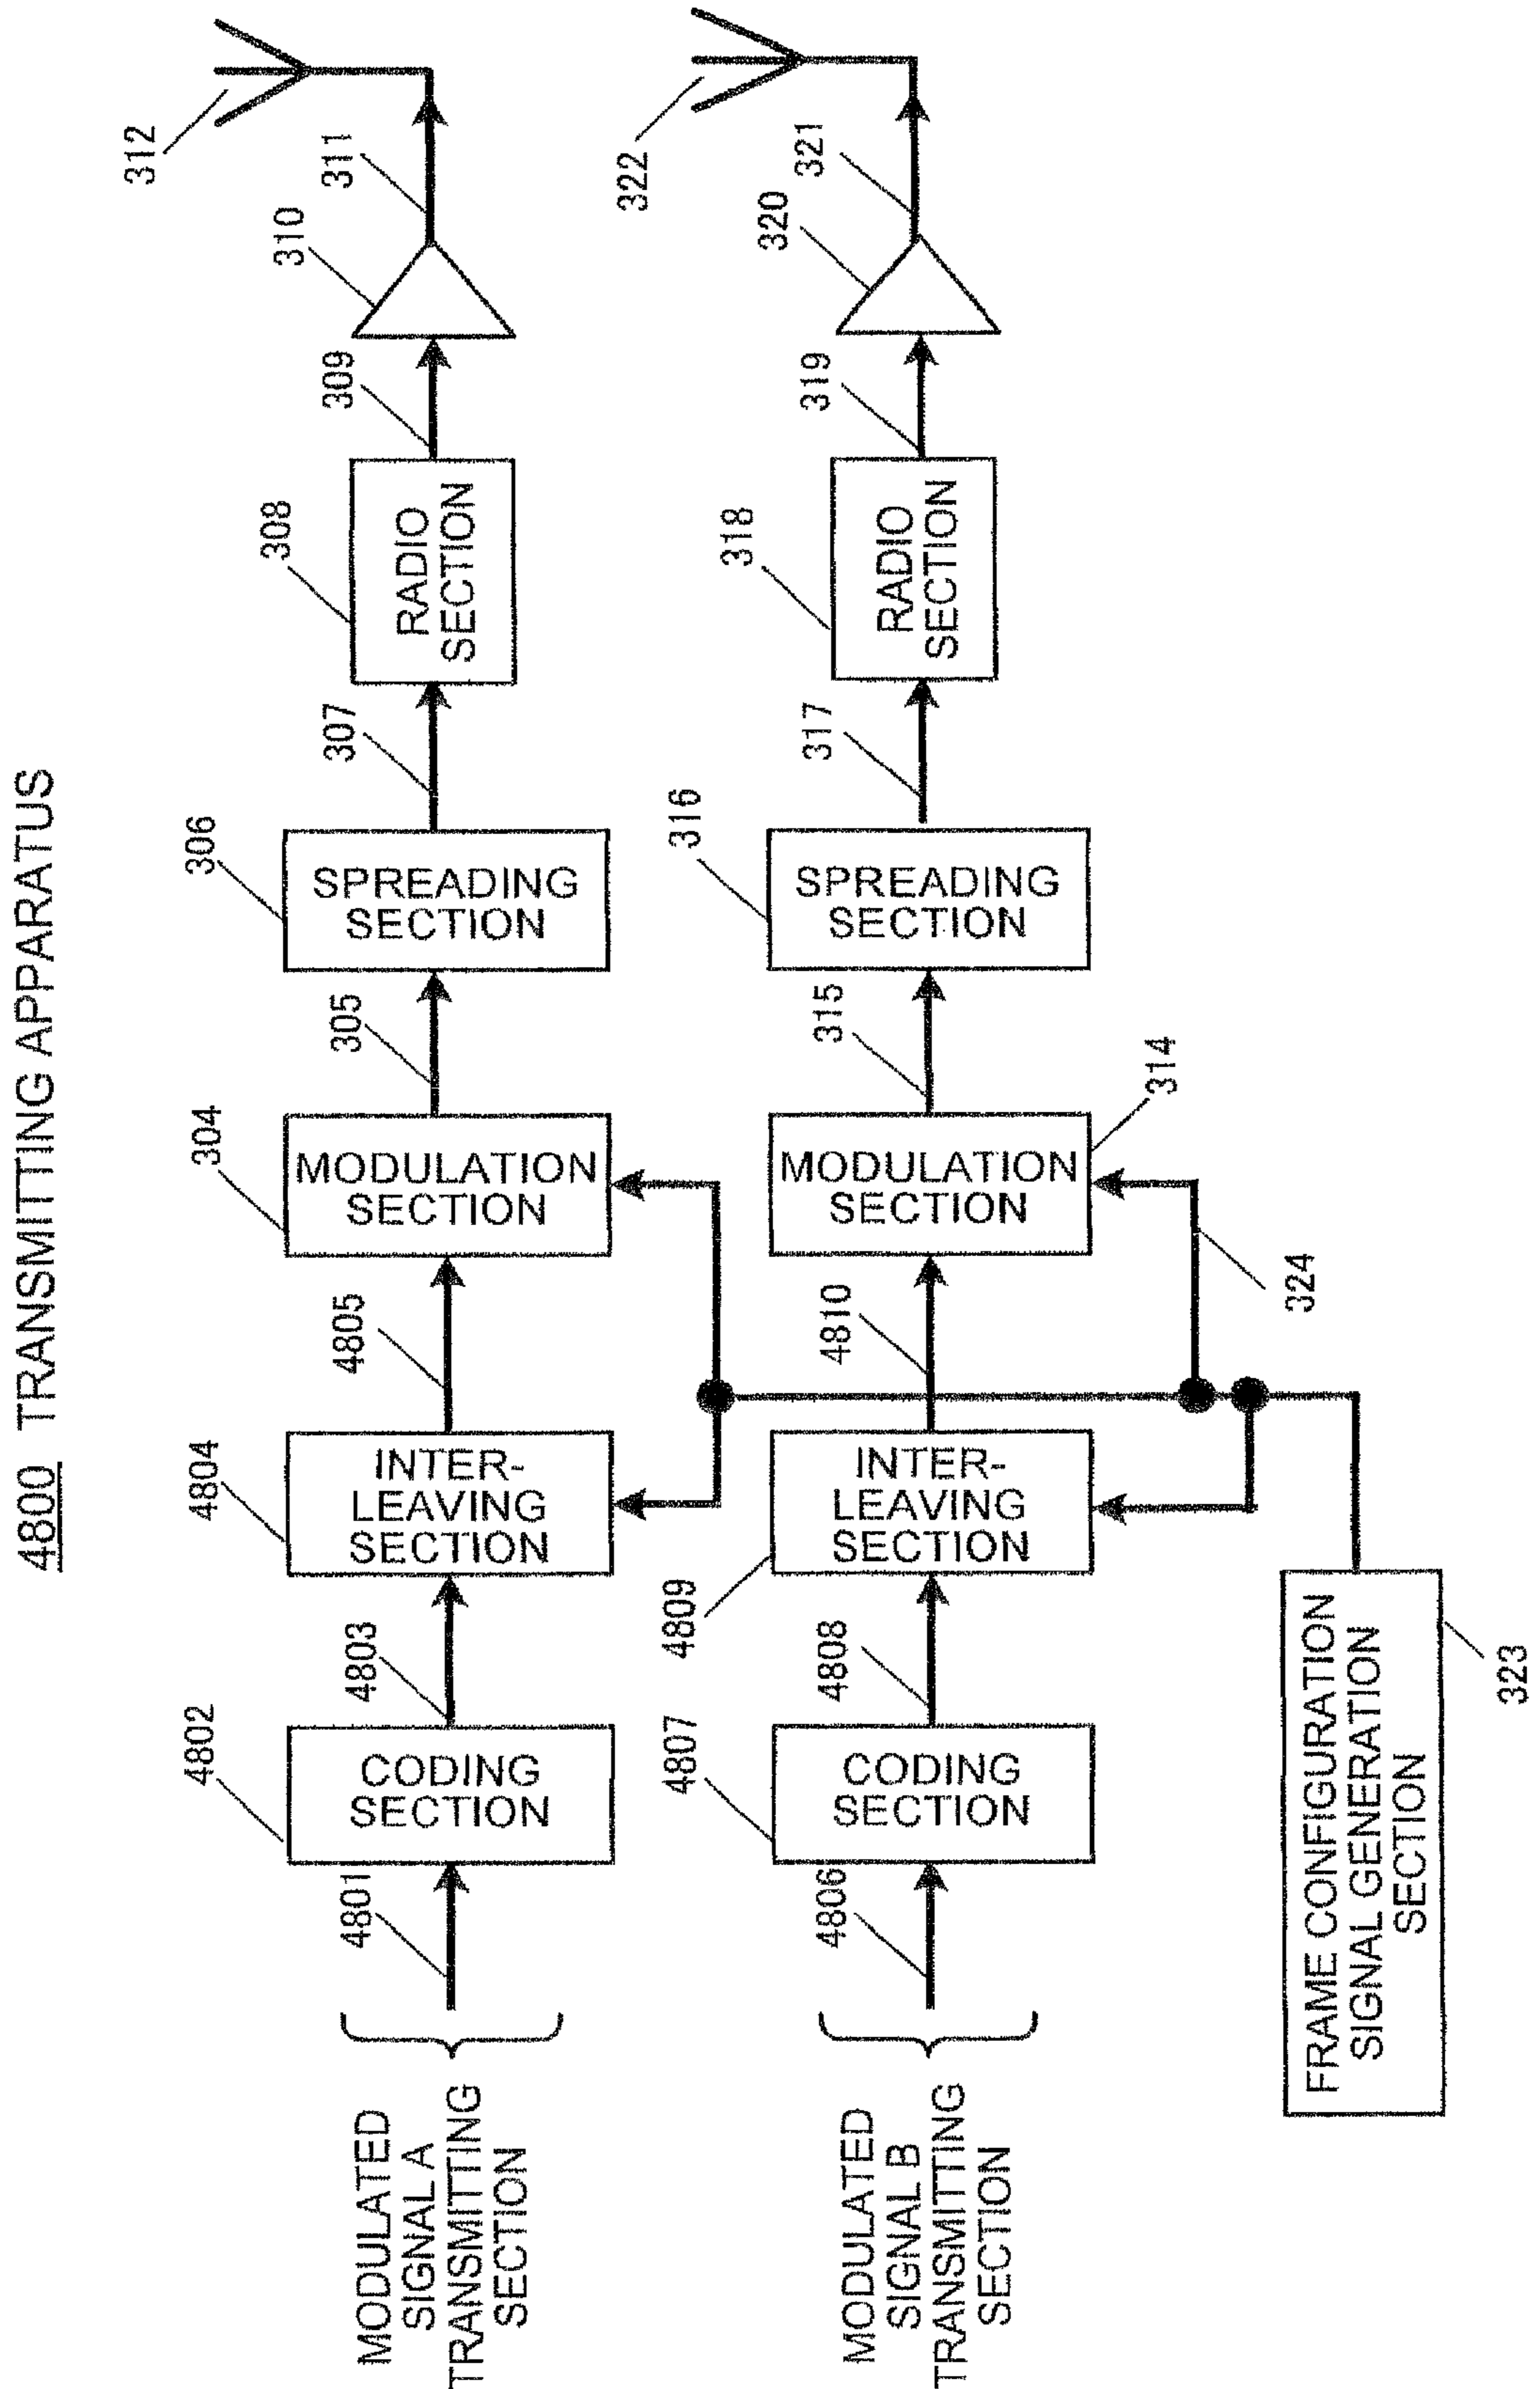 4800 TRANSMITTING APPARATUS
MODULATED
SIGNAL A
TRANSMITTING
SECTION
4801
4802
CODING
SECTION
4803
4804
INTER-
LEAVING
SECTION
4805
304
MODULATION
SECTION
305
306
SPREADING
SECTION
307
308
RADIO
SECTION
309
310
311
312
MODULATED
SIGNAL B
TRANSMITTING
SECTION
4806
4807
CODING
SECTION
4808
4809
INTER-
LEAVING
SECTION
4810
314
MODULATION
SECTION
315
316
SPREADING
SECTION
317
318
RADIO
SECTION
319
320
321
322
324
FRAME CONFIGURATION
SIGNAL GENERATION
SECTION
323